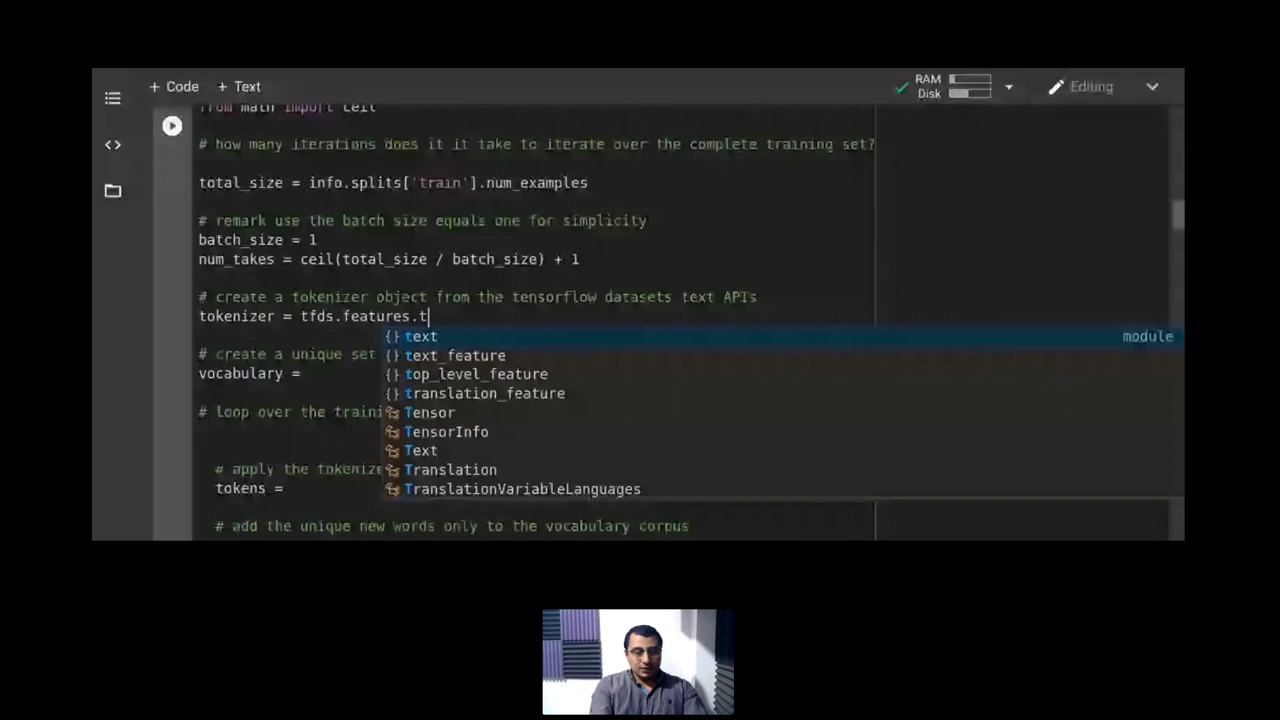 + Code + Text
RAM
Disk
Editing
from math import ceil
# how many iterations does it it take to iterate over the complete training set?
total_size = info.splits['train'].num_examples
# remark use the batch size equals one for simplicity
batch_size = 1
num_takes = ceil(total_size / batch_size) + 1
# create a tokenizer object from the tensorflow datasets text APIs
tokenizer = tfds.features.t
{} text module
# create a unique set {} text_feature
vocabulary = {} top_level_feature
{} translation_feature
# loop over the traini Tensor
TensorInfo
Text
# apply the tokenize Translation
tokens = TranslationVariableLanguages
# add the unique new words only to the vocabulary corpus